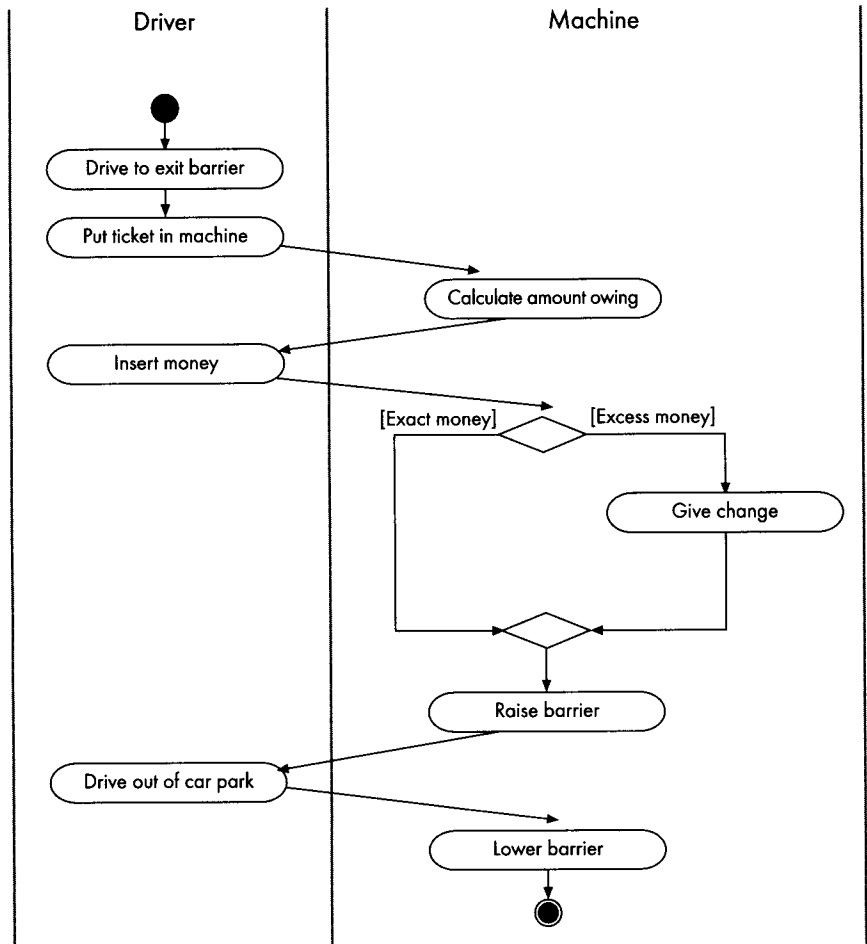 Driver
Machine
Drive to exit barrier
Put ticket in machine
Calculate amount owing
Insert money
[Exact money]
[Excess money]
Give change
Raise barrier
Drive out of car park
Lower barrier